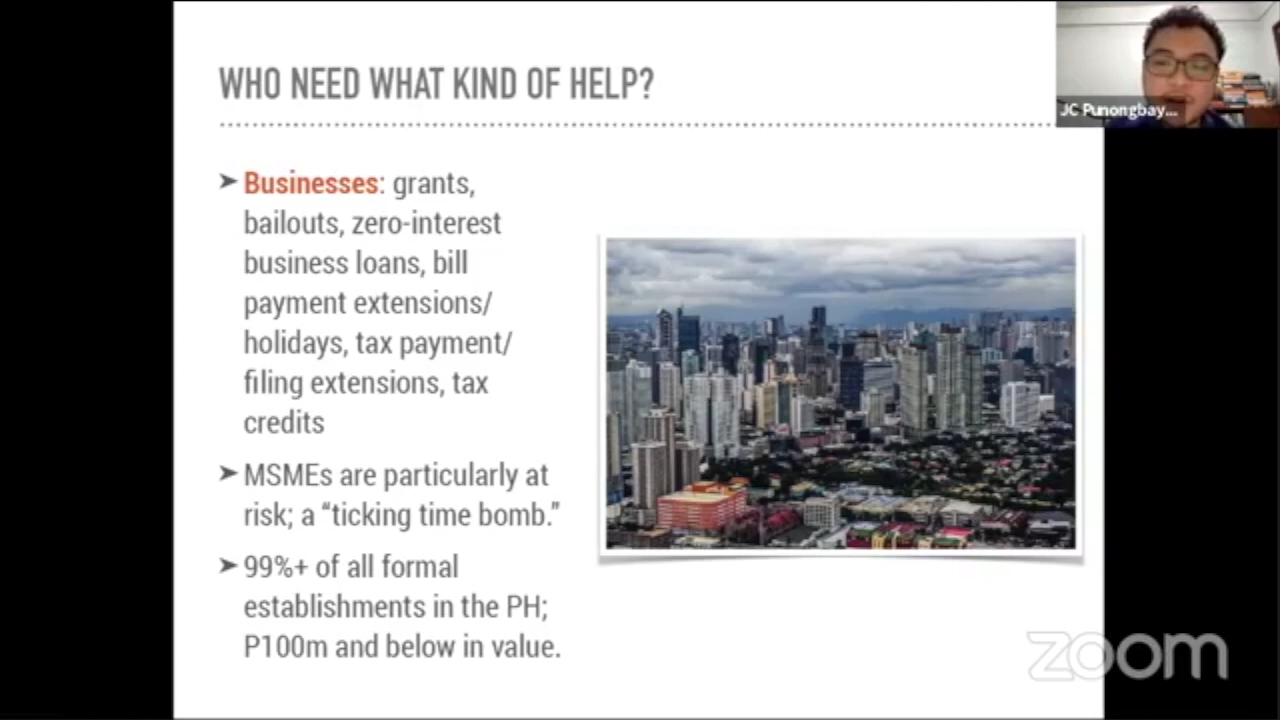 WHO NEED WHAT KIND OF HELP?
JC Punongbay...
➤ Businesses: grants,
bailouts, zero-interest
business loans, bill
payment extensions/
holidays, tax payment/
filing extensions, tax
credits
➤ MSMEs are particularly at
risk; a “ticking time bomb.”
➤ 99%+ of all formal
establishments in the PH;
P100m and below in value.
zoom